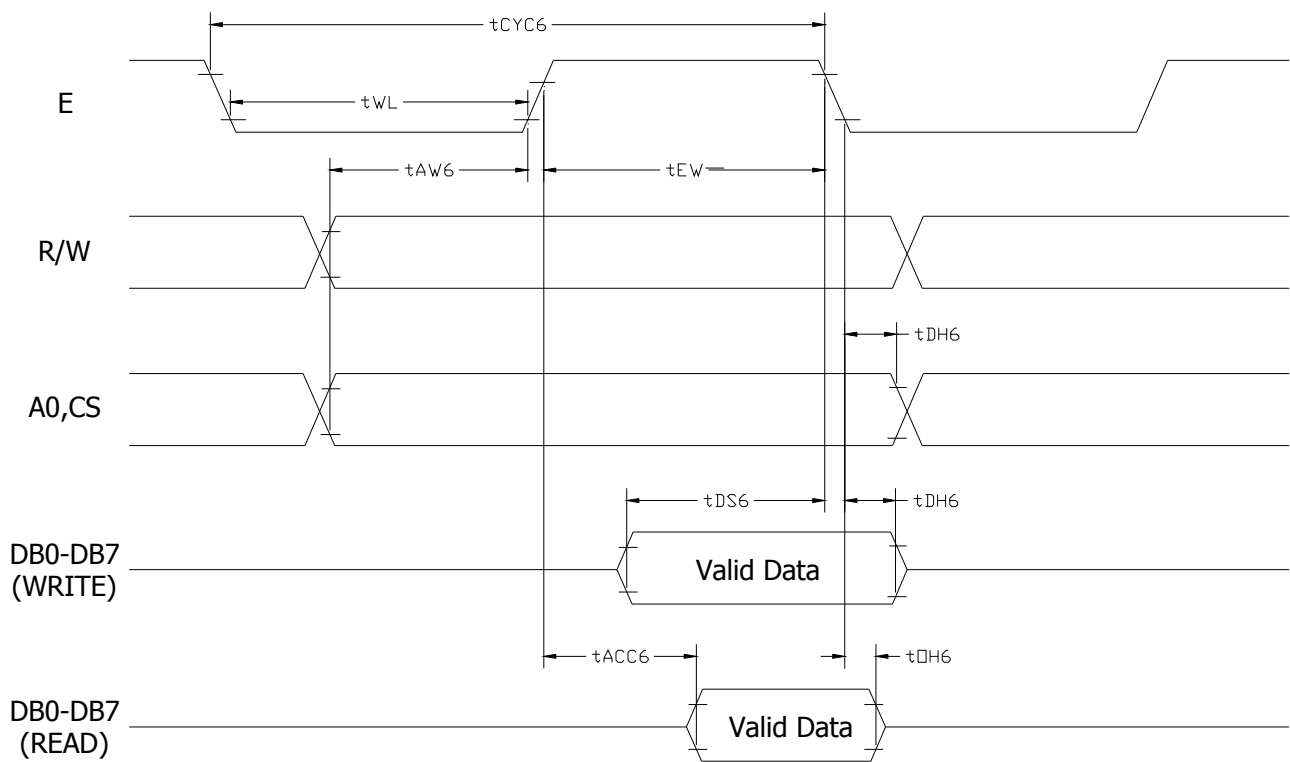 tCYC6
E
tWL
tAW6
tEW
R/W
tDH6
A0,CS
tDS6
tDH6
DB0-DB7
(WRITE)
Valid Data
tACC6
tOH6
DB0-DB7
(READ)
Valid Data